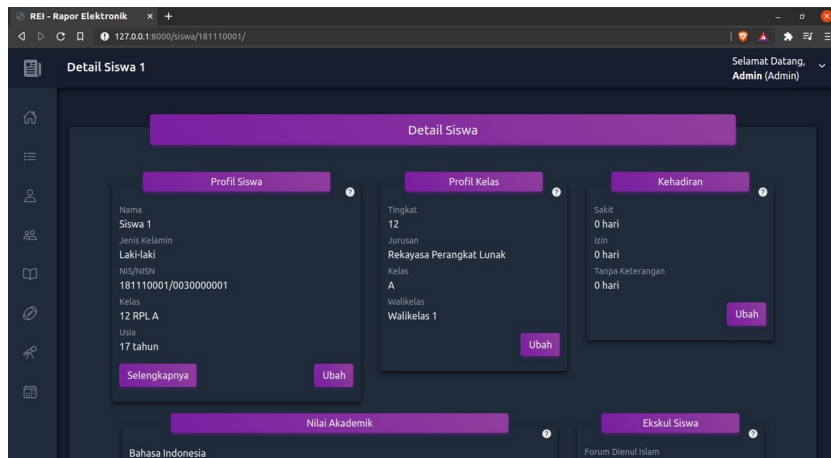 REI - Rapor Elektronik
127.0.0.1:8000/siswa/181110001/
Detail Siswa 1
Selamat Datang,
Admin (Admin)
Detail Siswa
Profil Siswa
Nama
Siswa 1
Jenis Kelamin
Laki-laki
NIS/NISN
181110001/0030000001
Kelas
12 RPL A
Usia
17 tahun
Selengkapnya
Ubah
Profil Kelas
Tingkat
12
Jurusan
Rekayasa Perangkat Lunak
Kelas
A
Walikelas
Walikelas 1
Ubah
Kehadiran
Sakit
0 hari
Izin
0 hari
Tanpa Keterangan
0 hari
Ubah
Nilai Akademik
Bahasa Indonesia
Ekskul Siswa
Forum Dienul Islam